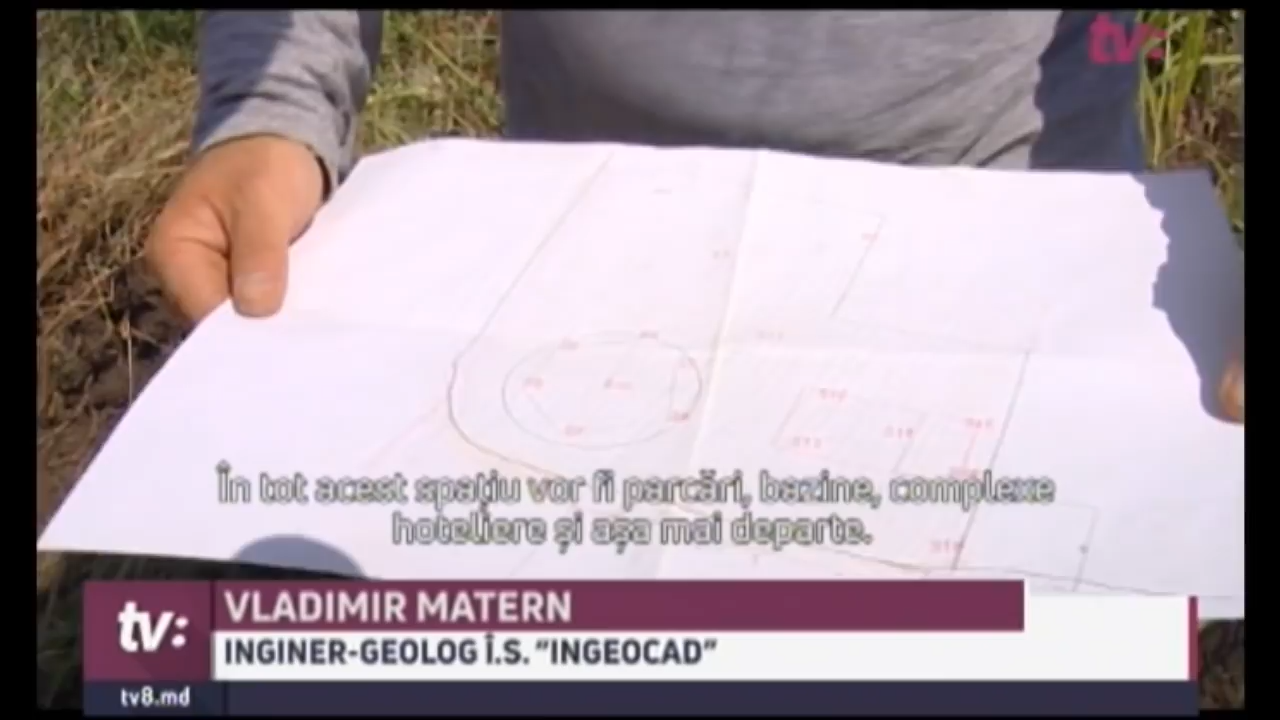 tv:
În tot acest spațiu vor fi parcări, bazine, complexe
hoteliere și așa mai departe.
tv:
VLADIMIR MATERN
INGINER-GEOLOG Î.S. “INGEOCAD”
tv8.md